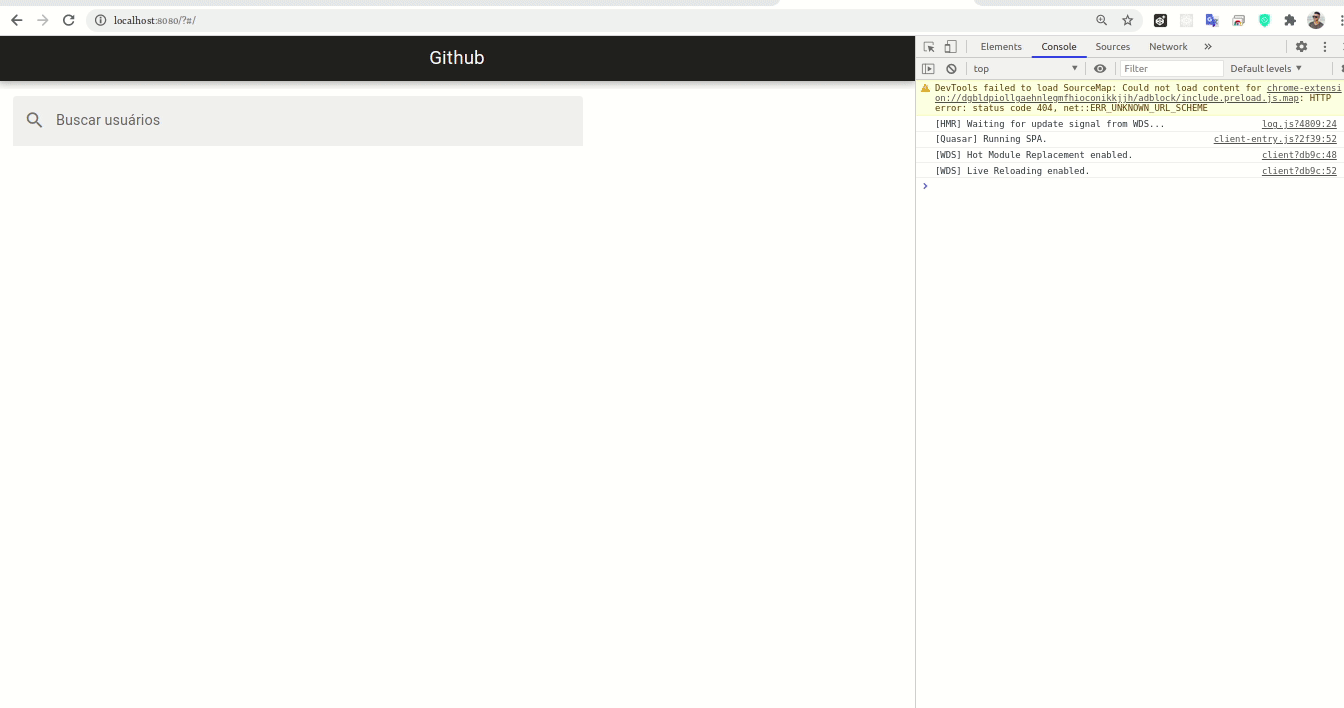 localhost:8080/?#/
Github
Buscar usuários
Elements Console Sources Network »
top Filter Default levels
DevTools failed to load SourceMap: Could not load content for chrome-extensi
on://dgbldpiollgaehnlegmfhioconikkjjh/adblock/include.preload.js.map: HTTP
error: status code 404, net::ERR_UNKNOWN_URL_SCHEME
[HMR] Waiting for update signal from WDS... log.js?4809:24
[Quasar] Running SPA. client-entry.js?2f39:52
[WDS] Hot Module Replacement enabled. client?db9c:48
[WDS] Live Reloading enabled. client?db9c:52